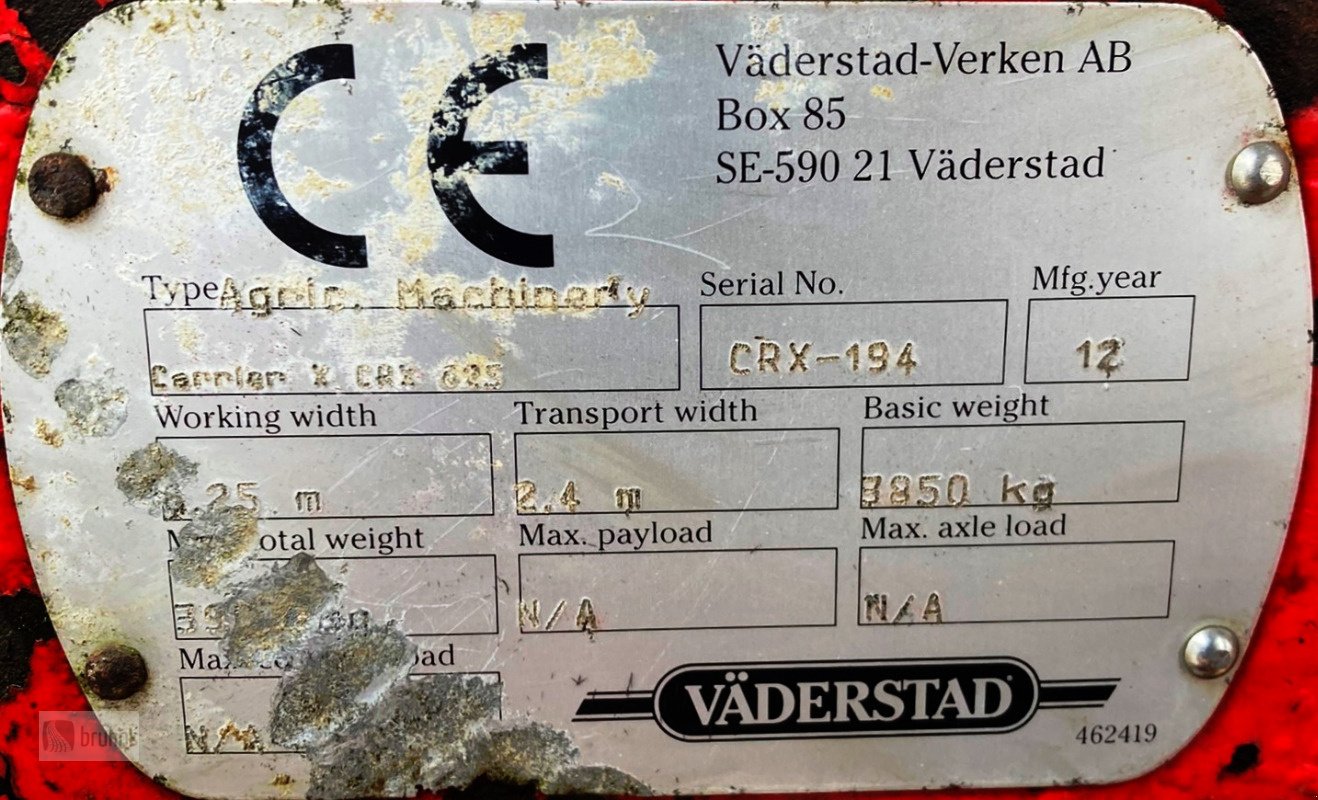 CE
Väderstad-Verken AB
Box 85
SE-590 21 Väderstad
Type Agric. Machinery
Serial No.
Mfg.year
Carrier X CRX
CRX-194
12
Working width
Transport width
Basic weight
m
2.4 m
3850 kg
weight
Max. payload
Max. axle load
N/A
N/A
VÄDERSTAD
462419